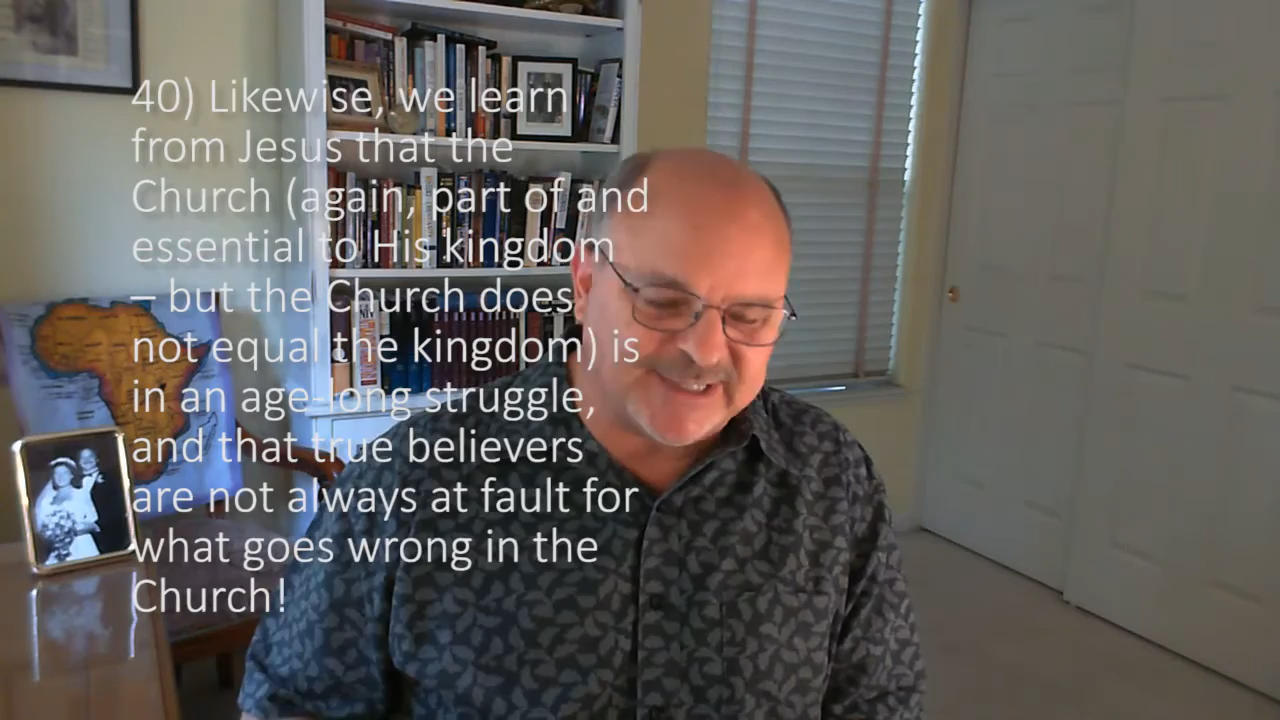 40) Likewise, we learn
from Jesus that the
Church (again, part of and
essential to His kingdom
– but the Church does
not equal the kingdom) is
in an age-long struggle,
and that true believers
are not always at fault for
what goes wrong in the
Church!